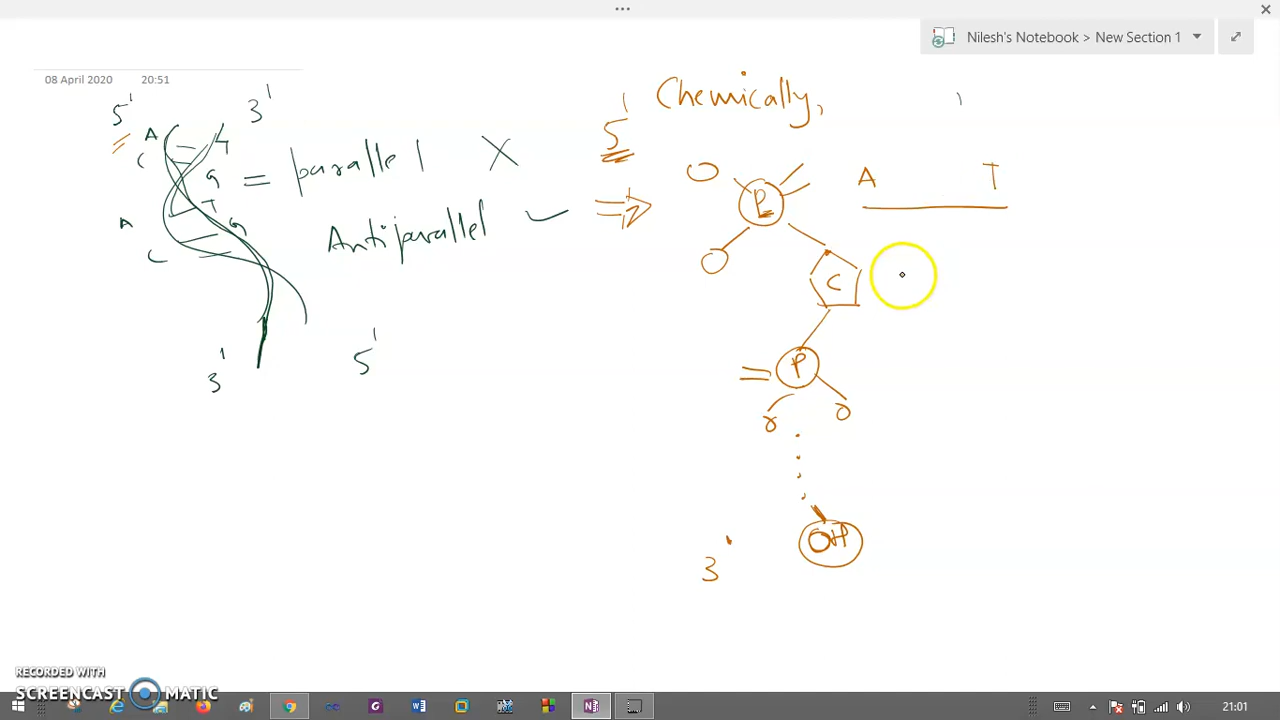 Nilesh's Notebook > New Section 1
08 April 2020 20:51
5'
3'
A
T
C
G
A
T
G
C
3'
5'
= parallel X
Antiparallel ✓
5'
Chemically,
O
P
O
A T
C
P
O
O
3'
OH
RECORDED WITH
SCREENCAST MATIC
21:01